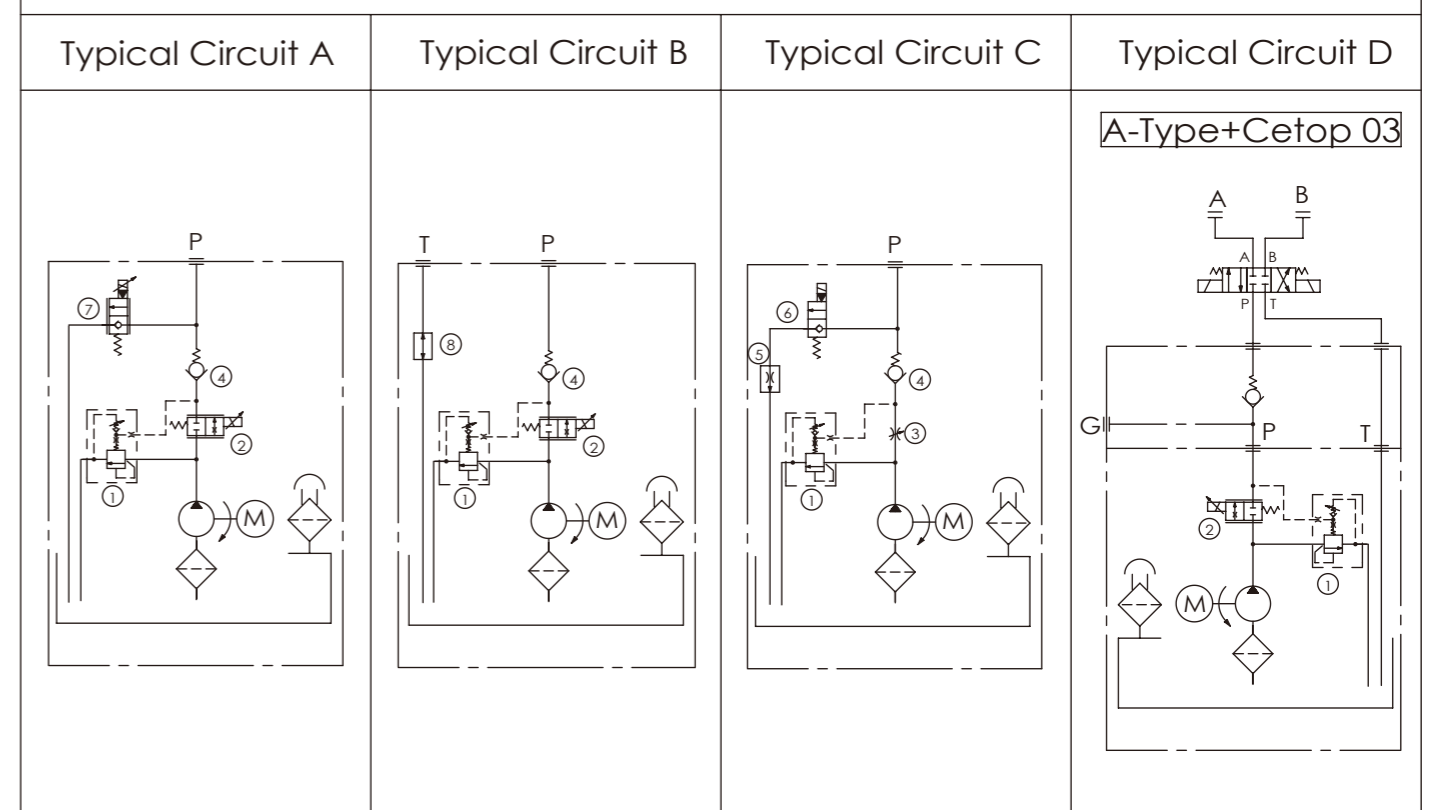 Typical Circuit A
Typical Circuit B
Typical Circuit C
Typical Circuit D
P
7
4
2
1
M
T
P
8
4
2
1
M
P
6
5
4
3
1
M
A-Type+Cetop 03
A
B
A
B
P
T
G
P
T
2
1
M